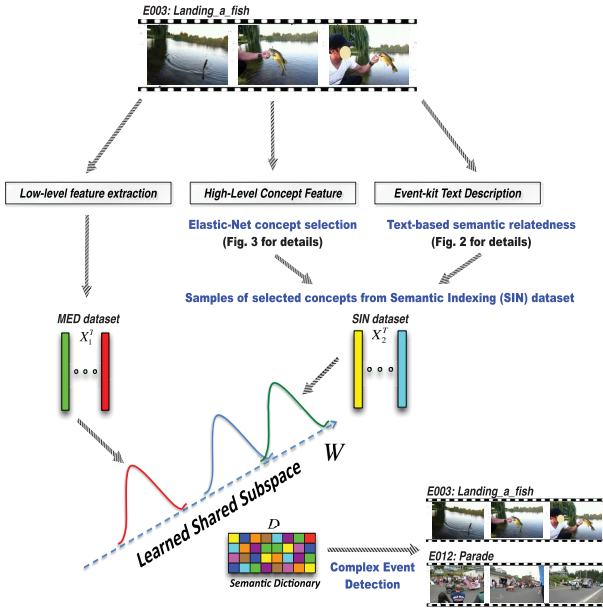 E003: Landing_a_fish
Low-level feature extraction
High-Level Concept Feature
Event-kit Text Description
Elastic-Net concept selection
(Fig. 3 for details)
Text-based semantic relatedness
(Fig. 2 for details)
Samples of selected concepts from Semantic Indexing (SIN) dataset
MED dataset
X_1^T
SIN dataset
X_2^T
W
Learned Shared Subspace
D
Semantic Dictionary
Complex Event
Detection
E003: Landing_a_fish
E012: Parade